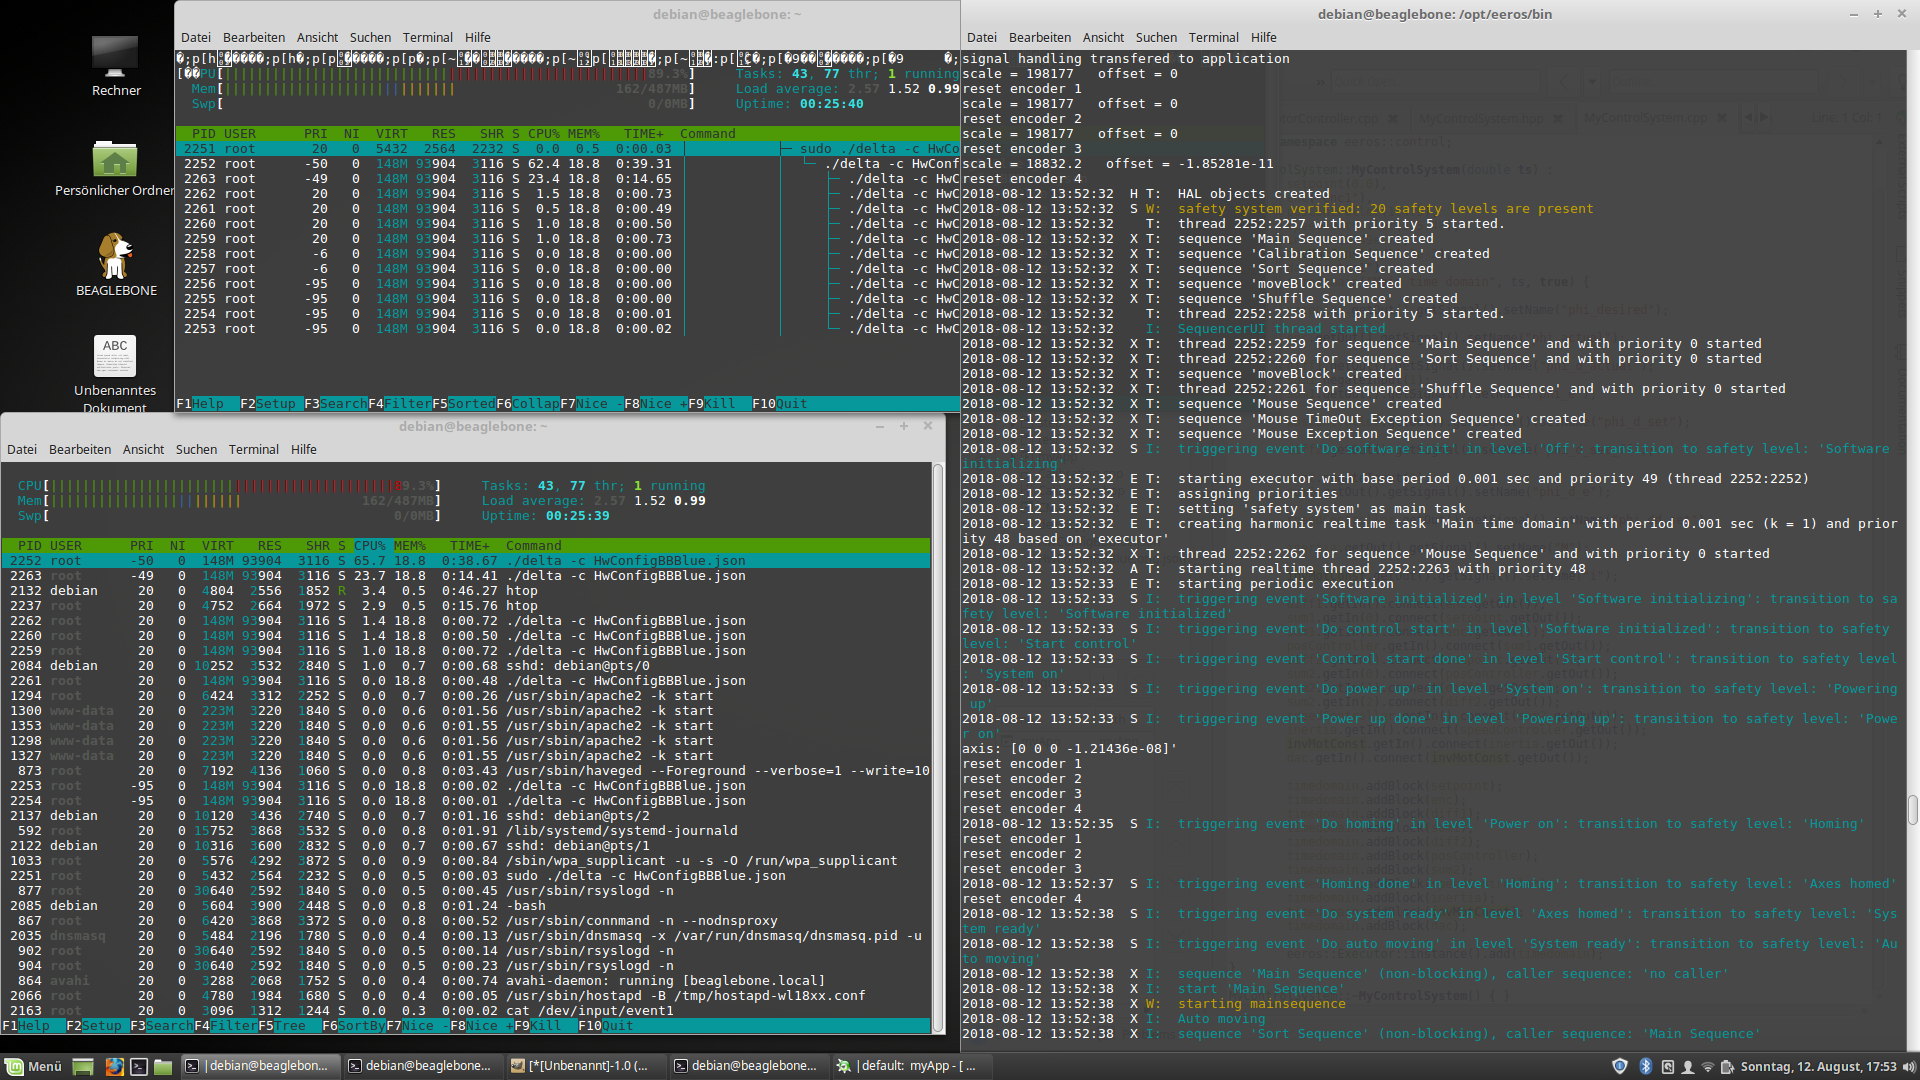 Rechner
Persönlicher Ordner
BEAGLEBONE
ABC
Unbenanntes
Dokument
debian@beaglebone: ~
Datei Bearbeiten Ansicht Suchen Terminal Hilfe
PU[ 89.3%] Tasks: 43, 77 thr; 1 running
Mem[ 162/487MB] Load average: 2.57 1.52 0.99
Swp[ 0/0MB] Uptime: 00:25:40
PID USER PRI NI VIRT RES SHR S CPU% MEM% TIME+ Command
2251 root 20 0 5432 2564 2232 S 0.0 0.5 0:00.03 sudo ./delta -c HwCo
2252 root -50 0 148M 93904 3116 S 62.4 18.8 0:39.31 ./delta -c HwConf
2263 root -49 0 148M 93904 3116 S 23.4 18.8 0:14.65 ./delta -c HwC
2262 root 20 0 148M 93904 3116 S 1.5 18.8 0:00.73 ./delta -c HwC
2261 root 20 0 148M 93904 3116 S 0.5 18.8 0:00.49 ./delta -c HwC
2260 root 20 0 148M 93904 3116 S 1.0 18.8 0:00.50 ./delta -c HwC
2259 root 20 0 148M 93904 3116 S 1.0 18.8 0:00.73 ./delta -c HwC
2258 root -6 0 148M 93904 3116 S 0.0 18.8 0:00.00 ./delta -c HwC
2257 root -6 0 148M 93904 3116 S 0.0 18.8 0:00.00 ./delta -c HwC
2256 root -95 0 148M 93904 3116 S 0.0 18.8 0:00.00 ./delta -c HwC
2255 root -95 0 148M 93904 3116 S 0.0 18.8 0:00.00 ./delta -c HwC
2254 root -95 0 148M 93904 3116 S 0.0 18.8 0:00.01 ./delta -c HwC
2253 root -95 0 148M 93904 3116 S 0.0 18.8 0:00.02 ./delta -c HwC
F1Help F2Setup F3SearchF4FilterF5SortedF6CollapF7Nice -F8Nice +F9Kill F10Quit
debian@beaglebone: ~
Datei Bearbeiten Ansicht Suchen Terminal Hilfe
CPU[ 9.3%] Tasks: 43, 77 thr; 1 running
Mem[ 162/487MB] Load average: 2.57 1.52 0.99
Swp[ 0/0MB] Uptime: 00:25:39
PID USER PRI NI VIRT RES SHR S CPU% MEM% TIME+ Command
2252 root -50 0 148M 93904 3116 S 65.7 18.8 0:38.67 ./delta -c HwConfigBBBlue.json
2263 root -49 0 148M 93904 3116 S 23.7 18.8 0:14.41 ./delta -c HwConfigBBBlue.json
2132 debian 20 0 4804 2556 1852 R 3.4 0.5 0:46.27 htop
2237 root 20 0 4752 2664 1972 S 2.9 0.5 0:15.76 htop
2262 root 20 0 148M 93904 3116 S 1.4 18.8 0:00.72 ./delta -c HwConfigBBBlue.json
2260 root 20 0 148M 93904 3116 S 1.4 18.8 0:00.50 ./delta -c HwConfigBBBlue.json
2259 root 20 0 148M 93904 3116 S 1.0 18.8 0:00.72 ./delta -c HwConfigBBBlue.json
2084 debian 20 0 10252 3532 2840 S 1.0 0.7 0:00.68 sshd: debian@pts/0
2261 root 20 0 148M 93904 3116 S 0.0 18.8 0:00.48 ./delta -c HwConfigBBBlue.json
1294 root 20 0 6424 3312 2252 S 0.0 0.7 0:00.26 /usr/sbin/apache2 -k start
1300 www-data 20 0 223M 3220 1840 S 0.0 0.6 0:01.56 /usr/sbin/apache2 -k start
1353 www-data 20 0 223M 3220 1840 S 0.0 0.6 0:01.55 /usr/sbin/apache2 -k start
1298 www-data 20 0 223M 3220 1840 S 0.0 0.6 0:01.56 /usr/sbin/apache2 -k start
1327 www-data 20 0 223M 3220 1840 S 0.0 0.6 0:01.55 /usr/sbin/apache2 -k start
873 root 20 0 7192 4136 1060 S 0.0 0.8 0:03.43 /usr/sbin/haveged --Foreground --verbose=1 --write=10
2253 root -95 0 148M 93904 3116 S 0.0 18.8 0:00.02 ./delta -c HwConfigBBBlue.json
2254 root -95 0 148M 93904 3116 S 0.0 18.8 0:00.01 ./delta -c HwConfigBBBlue.json
2137 debian 20 0 10120 3436 2740 S 0.0 0.7 0:01.16 sshd: debian@pts/2
592 root 20 0 15752 3868 3532 S 0.0 0.8 0:01.91 /lib/systemd/systemd-journald
2122 debian 20 0 10316 3600 2832 S 0.0 0.7 0:00.67 sshd: debian@pts/1
1033 root 20 0 5576 4292 3872 S 0.0 0.9 0:00.84 /sbin/wpa_supplicant -u -s -O /run/wpa_supplicant
2251 root 20 0 5432 2564 2232 S 0.0 0.5 0:00.03 sudo ./delta -c HwConfigBBBlue.json
877 root 20 0 30640 2592 1840 S 0.0 0.5 0:00.45 /usr/sbin/rsyslogd -n
2085 debian 20 0 5604 3900 2448 S 0.0 0.8 0:01.24 -bash
867 root 20 0 6420 3868 3372 S 0.0 0.8 0:00.52 /usr/sbin/connmand -n --nodnsproxy
2035 dnsmasq 20 0 5484 2196 1780 S 0.0 0.4 0:00.13 /usr/sbin/dnsmasq -x /var/run/dnsmasq/dnsmasq.pid -u
902 root 20 0 30640 2592 1840 S 0.0 0.5 0:00.14 /usr/sbin/rsyslogd -n
904 root 20 0 30640 2592 1840 S 0.0 0.5 0:00.23 /usr/sbin/rsyslogd -n
864 avahi 20 0 3288 2068 1752 S 0.0 0.4 0:00.74 avahi-daemon: running [beaglebone.local]
2066 root 20 0 4780 1984 1680 S 0.0 0.4 0:00.05 /usr/sbin/hostapd -B /tmp/hostapd-wl18xx.conf
2163 root 20 0 3096 1312 1244 S 0.0 0.3 0:00.02 cat /dev/input/event1
F1Help F2Setup F3SearchF4FilterF5Tree F6SortByF7Nice -F8Nice +F9Kill F10Quit
debian@beaglebone: /opt/eeros/bin
Datei Bearbeiten Ansicht Suchen Terminal Hilfe
signal handling transfered to application
scale = 198177 offset = 0
reset encoder 1
scale = 198177 offset = 0
reset encoder 2
scale = 198177 offset = 0
reset encoder 3
scale = 18832.2 offset = -1.85281e-11
reset encoder 4
2018-08-12 13:52:32 H T: HAL objects created
2018-08-12 13:52:32 S W: safety system verified: 20 safety levels are present
2018-08-12 13:52:32 T: thread 2252:2257 with priority 5 started.
2018-08-12 13:52:32 X T: sequence 'Main Sequence' created
2018-08-12 13:52:32 X T: sequence 'Calibration Sequence' created
2018-08-12 13:52:32 X T: sequence 'Sort Sequence' created
2018-08-12 13:52:32 X T: sequence 'moveBlock' created
2018-08-12 13:52:32 X T: sequence 'Shuffle Sequence' created
2018-08-12 13:52:32 T: thread 2252:2258 with priority 5 started.
2018-08-12 13:52:32 I: SequencerUI thread started
2018-08-12 13:52:32 X T: thread 2252:2259 for sequence 'Main Sequence' and with priority 0 started
2018-08-12 13:52:32 X T: thread 2252:2260 for sequence 'Sort Sequence' and with priority 0 started
2018-08-12 13:52:32 X T: sequence 'moveBlock' created
2018-08-12 13:52:32 X T: thread 2252:2261 for sequence 'Shuffle Sequence' and with priority 0 started
2018-08-12 13:52:32 X T: sequence 'Mouse Sequence' created
2018-08-12 13:52:32 X T: sequence 'Mouse TimeOut Exception Sequence' created
2018-08-12 13:52:32 X T: sequence 'Mouse Exception Sequence' created
2018-08-12 13:52:32 S I: triggering event 'Do software init' in level 'Off': transition to safety level: 'Software
initializing'
2018-08-12 13:52:32 E T: starting executor with base period 0.001 sec and priority 49 (thread 2252:2252)
2018-08-12 13:52:32 E T: assigning priorities
2018-08-12 13:52:32 E T: setting 'safety system' as main task
2018-08-12 13:52:32 E T: creating harmonic realtime task 'Main time domain' with period 0.001 sec (k = 1) and prior
ity 48 based on 'executor'
2018-08-12 13:52:32 X T: thread 2252:2262 for sequence 'Mouse Sequence' and with priority 0 started
2018-08-12 13:52:32 A T: starting realtime thread 2252:2263 with priority 48
2018-08-12 13:52:33 E T: starting periodic execution
2018-08-12 13:52:33 S I: triggering event 'Software initialized' in level 'Software initializing': transition to sa
fety level: 'Software initialized'
2018-08-12 13:52:33 S I: triggering event 'Do control start' in level 'Software initialized': transition to safety
level: 'Start control'
2018-08-12 13:52:33 S I: triggering event 'Control start done' in level 'Start control': transition to safety level
: 'System on'
2018-08-12 13:52:33 S I: triggering event 'Do power up' in level 'System on': transition to safety level: 'Powering
up'
2018-08-12 13:52:33 S I: triggering event 'Power up done' in level 'Powering up': transition to safety level: 'Powe
r on'
axis: [0 0 0 -1.21436e-08]'
reset encoder 1
reset encoder 2
reset encoder 3
reset encoder 4
2018-08-12 13:52:35 S I: triggering event 'Do homing' in level 'Power on': transition to safety level: 'Homing'
reset encoder 1
reset encoder 2
reset encoder 3
2018-08-12 13:52:37 S I: triggering event 'Homing done' in level 'Homing': transition to safety level: 'Axes homed'
reset encoder 4
2018-08-12 13:52:38 S I: triggering event 'Do system ready' in level 'Axes homed': transition to safety level: 'Sys
tem ready'
2018-08-12 13:52:38 S I: triggering event 'Do auto moving' in level 'System ready': transition to safety level: 'Au
to moving'
2018-08-12 13:52:38 X I: sequence 'Main Sequence' (non-blocking), caller sequence: 'no caller'
2018-08-12 13:52:38 X I: start 'Main Sequence'
2018-08-12 13:52:38 X W: starting mainsequence
2018-08-12 13:52:38 X I: Auto moving
2018-08-12 13:52:38 X I: sequence 'Sort Sequence' (non-blocking), caller sequence: 'Main Sequence'
Menü
debian@beaglebon...
debian@beaglebone...
[*[Unbenannt]-1.0 (...
debian@beaglebone...
default: myApp - [ ...
Sonntag, 12. August, 17:53